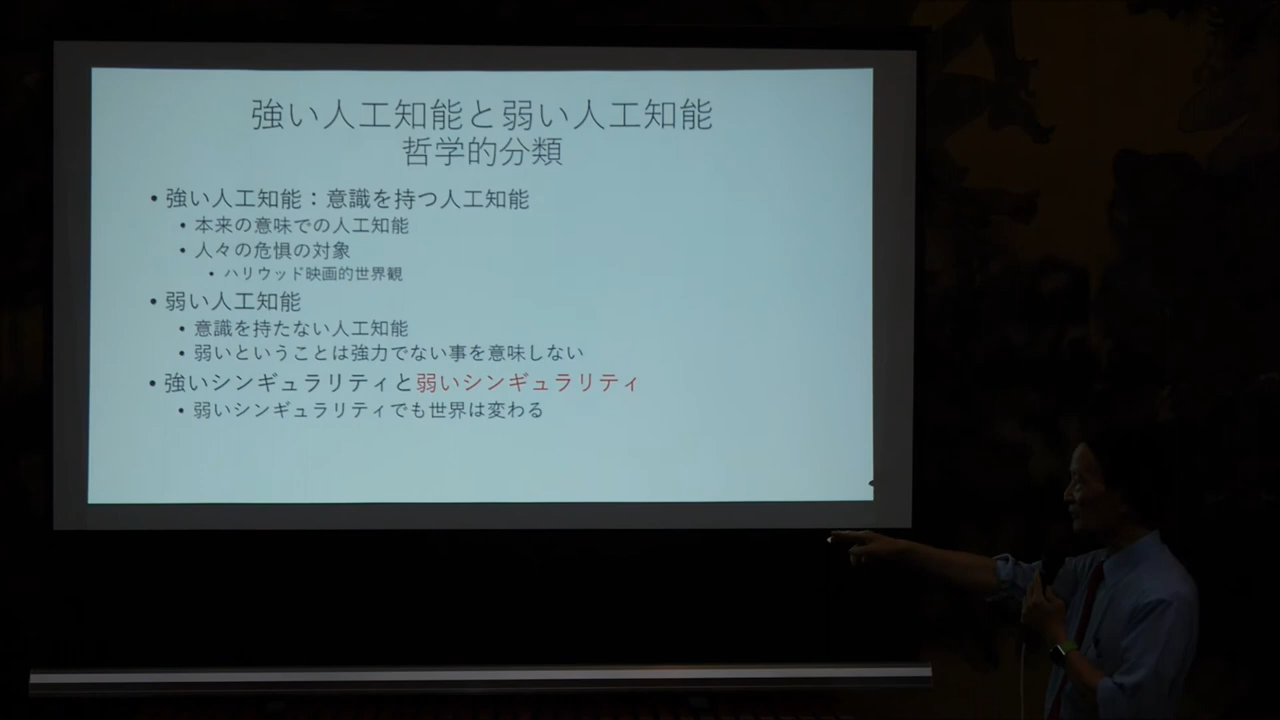 強い人工知能と弱い人工知能
哲学的分類
• 強い人工知能：意識を持つ人工知能
• 本来の意味での人工知能
• 人々の危惧の対象
• ハリウッド映画的世界観
• 弱い人工知能
• 意識を持たない人工知能
• 弱いということは強力でない事を意味しない
• 強いシンギュラリティと弱いシンギュラリティ
• 弱いシンギュラリティでも世界は変わる